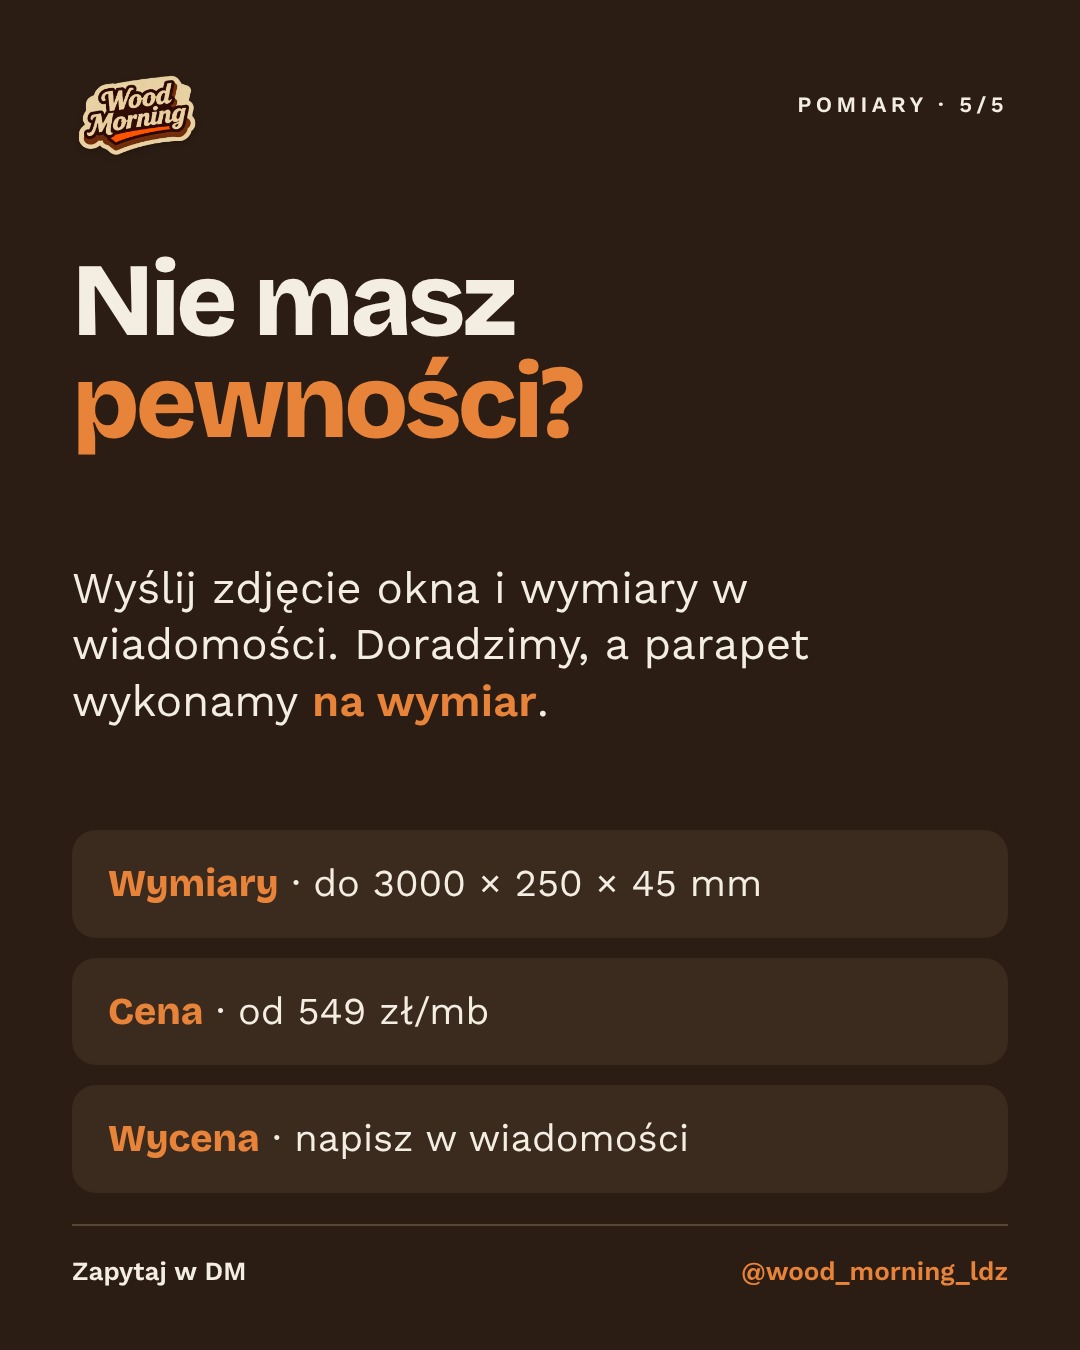 Wood
Morning
POMIARY · 5/5
Nie masz
pewności?
Wyślij zdjęcie okna i wymiary w
wiadomości. Doradzimy, a parapet
wykonamy na wymiar.
Wymiary · do 3000 × 250 × 45 mm
Cena · od 549 zł/mb
Wycena · napisz w wiadomości
Zapytaj w DM
@wood_morning_ldz